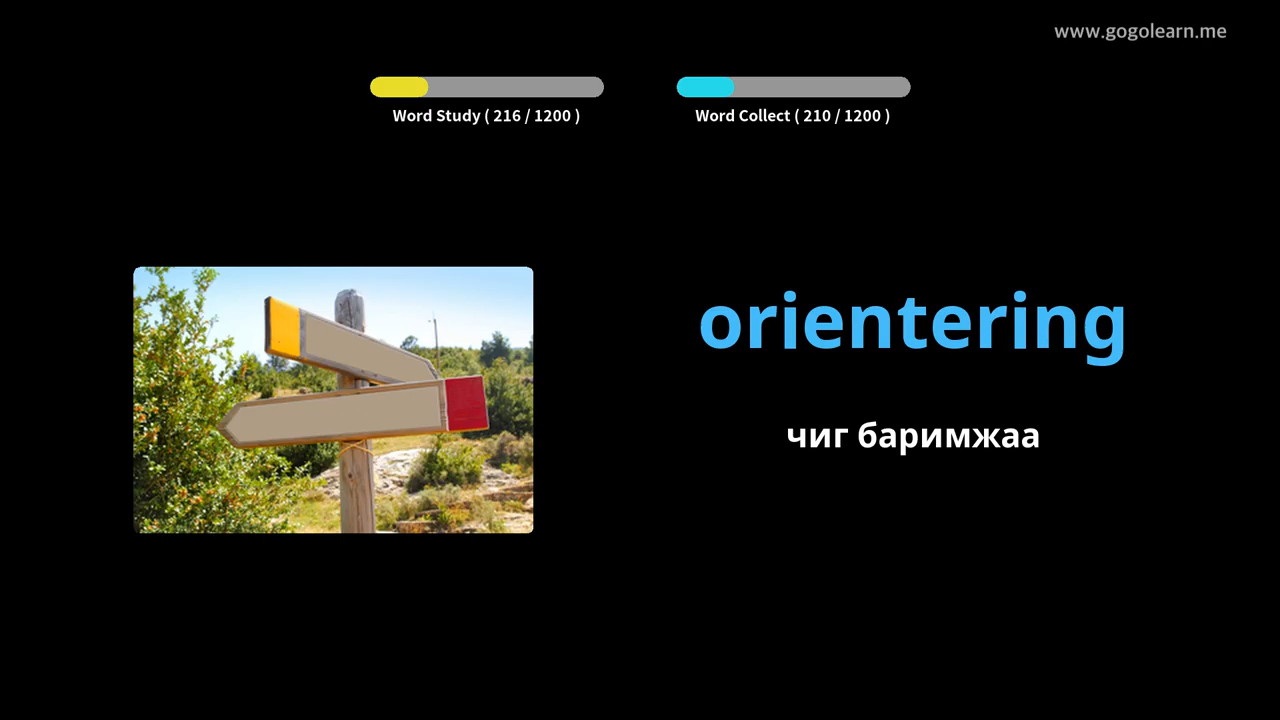 www.gogolearn.me
Word Study ( 216 / 1200 )
Word Collect ( 210 / 1200 )
orientering
чиг баримжаа